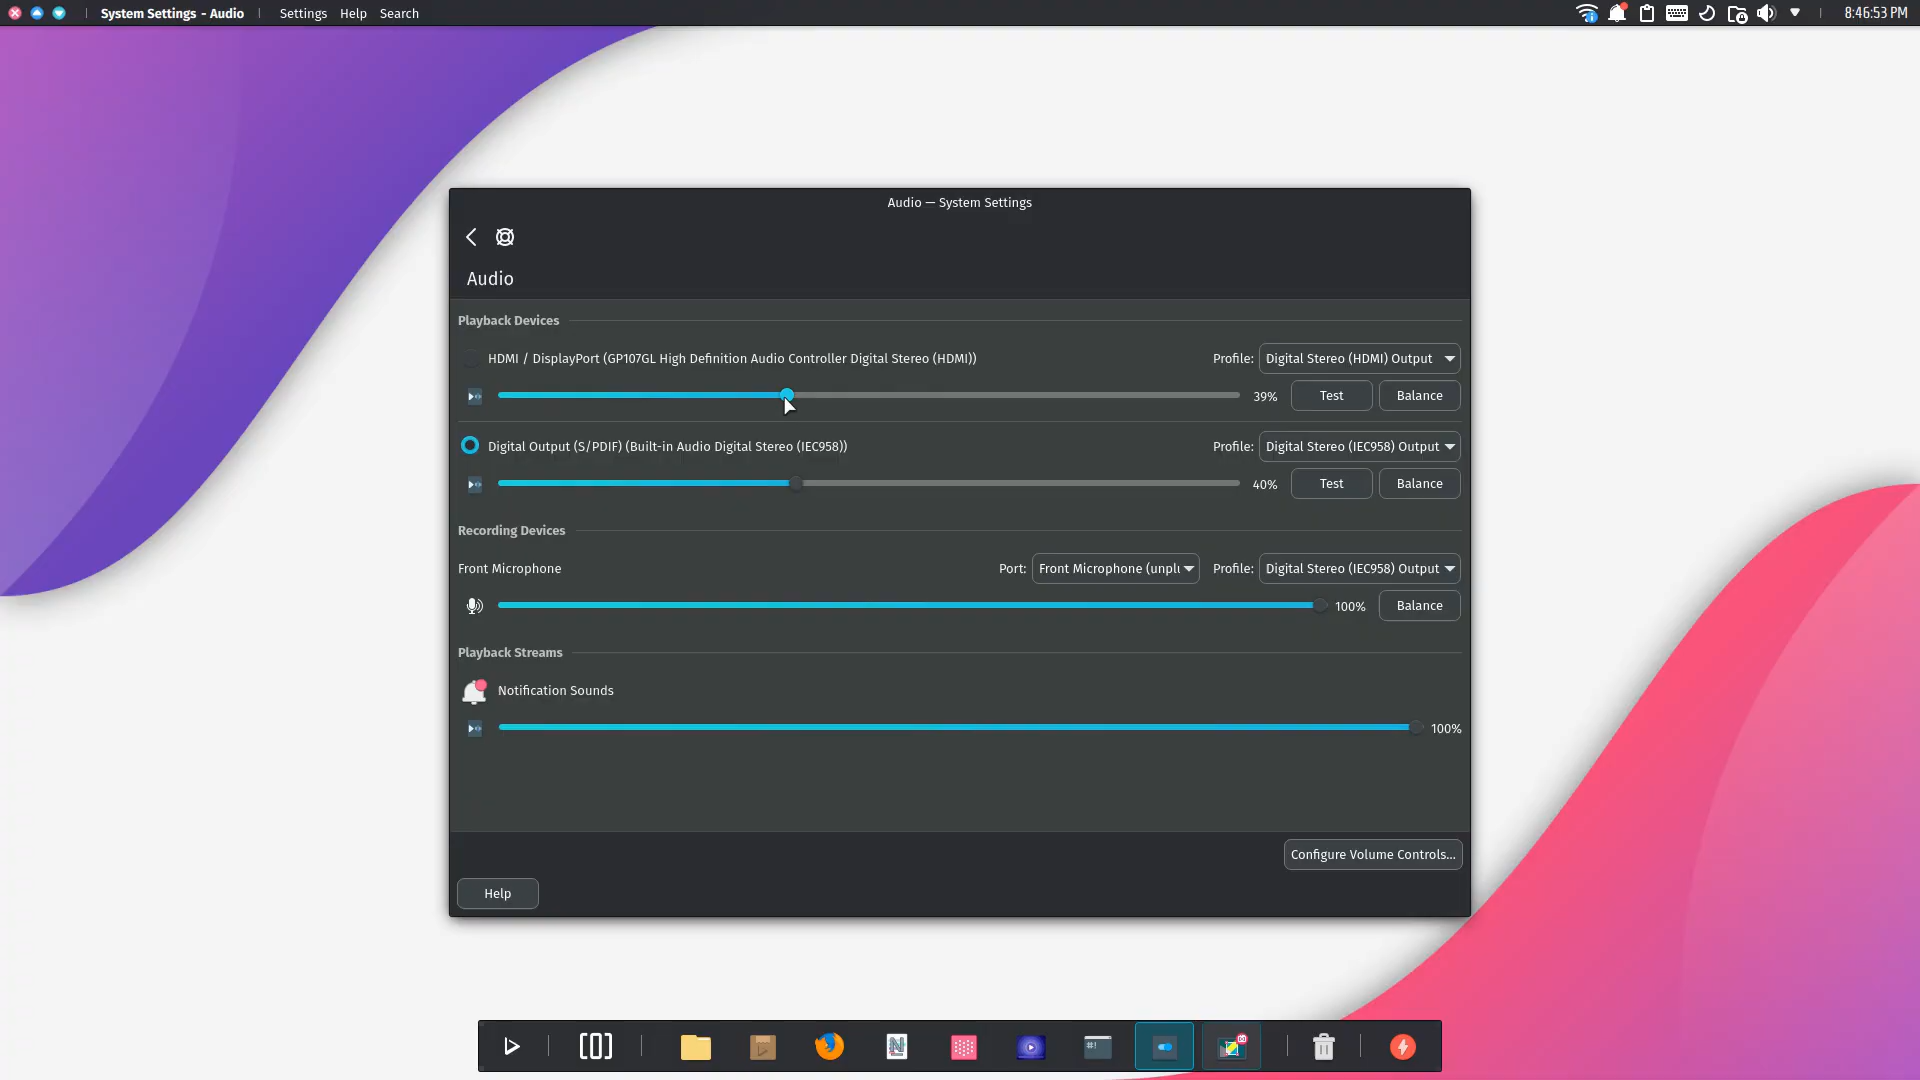 System Settings - Audio Settings Help Search 8:46:53 PM
Audio — System Settings
Audio
Playback Devices
HDMI / DisplayPort (GP107GL High Definition Audio Controller Digital Stereo (HDMI)) Profile: Digital Stereo (HDMI) Output
39% Test Balance
Digital Output (S/PDIF) (Built-in Audio Digital Stereo (IEC958)) Profile: Digital Stereo (IEC958) Output
40% Test Balance
Recording Devices
Front Microphone Port: Front Microphone (unplu Profile: Digital Stereo (IEC958) Output
100% Balance
Playback Streams
Notification Sounds
100%
Configure Volume Controls...
Help